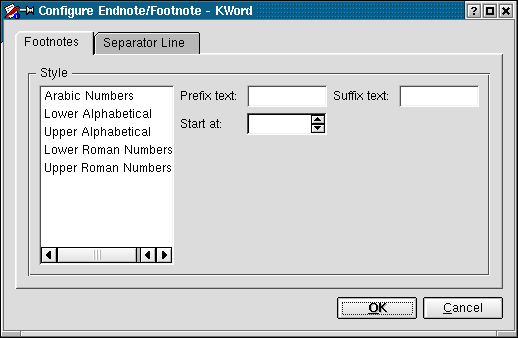 Configure Endnote/Footnote - KWord
Footnotes
Separator Line
Style
Arabic Numbers
Lower Alphabetical
Upper Alphabetical
Lower Roman Numbers
Upper Roman Numbers
Prefix text:
Suffix text:
Start at:
OK
Cancel